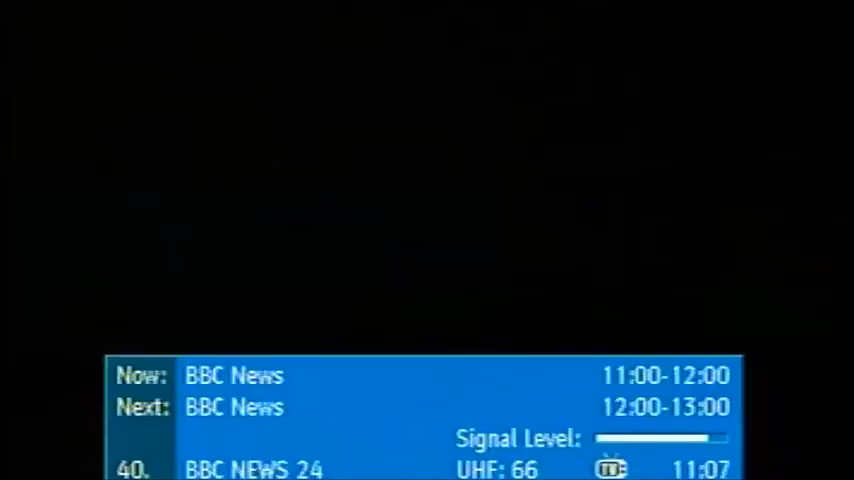 Now: BBC News 11:00-12:00
Next: BBC News 12:00-13:00
Signal Level:
40. BBC NEWS 24 UHF: 66 TV 11:07